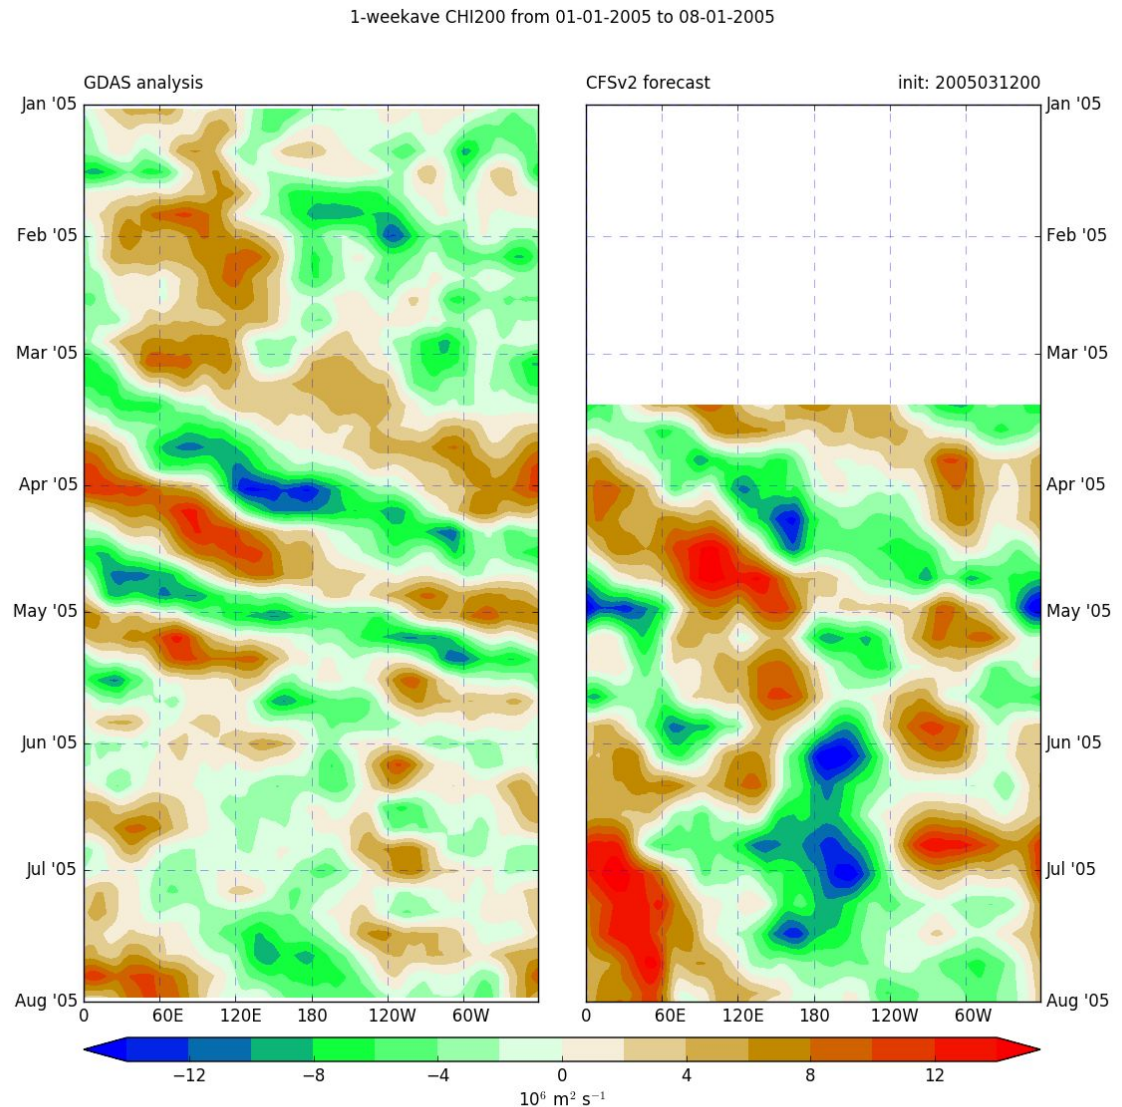 1-weekave CHI200 from 01-01-2005 to 08-01-2005
GDAS analysis
CFSv2 forecast init: 2005031200
Jan '05
Feb '05
Mar '05
Apr '05
May '05
Jun '05
Jul '05
Aug '05
Jan '05
Feb '05
Mar '05
Apr '05
May '05
Jun '05
Jul '05
Aug '05
0 60E 120E 180 120W 60W
0 60E 120E 180 120W 60W
−12 −8 −4 0 4 8 12
10⁶ m² s⁻¹